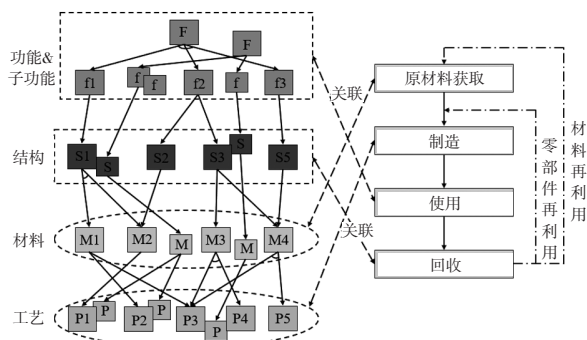 功能&
子功能
F
F
f1
f
f
f2
f
f3
结构
S1
S
S2
S3
S
S5
材料
M1
M2
M
M3
M
M4
工艺
P1
P
P2
P
P3
P
P4
P5
关联
关联
原材料获取
制造
使用
回收
零部件再利用
材料再利用